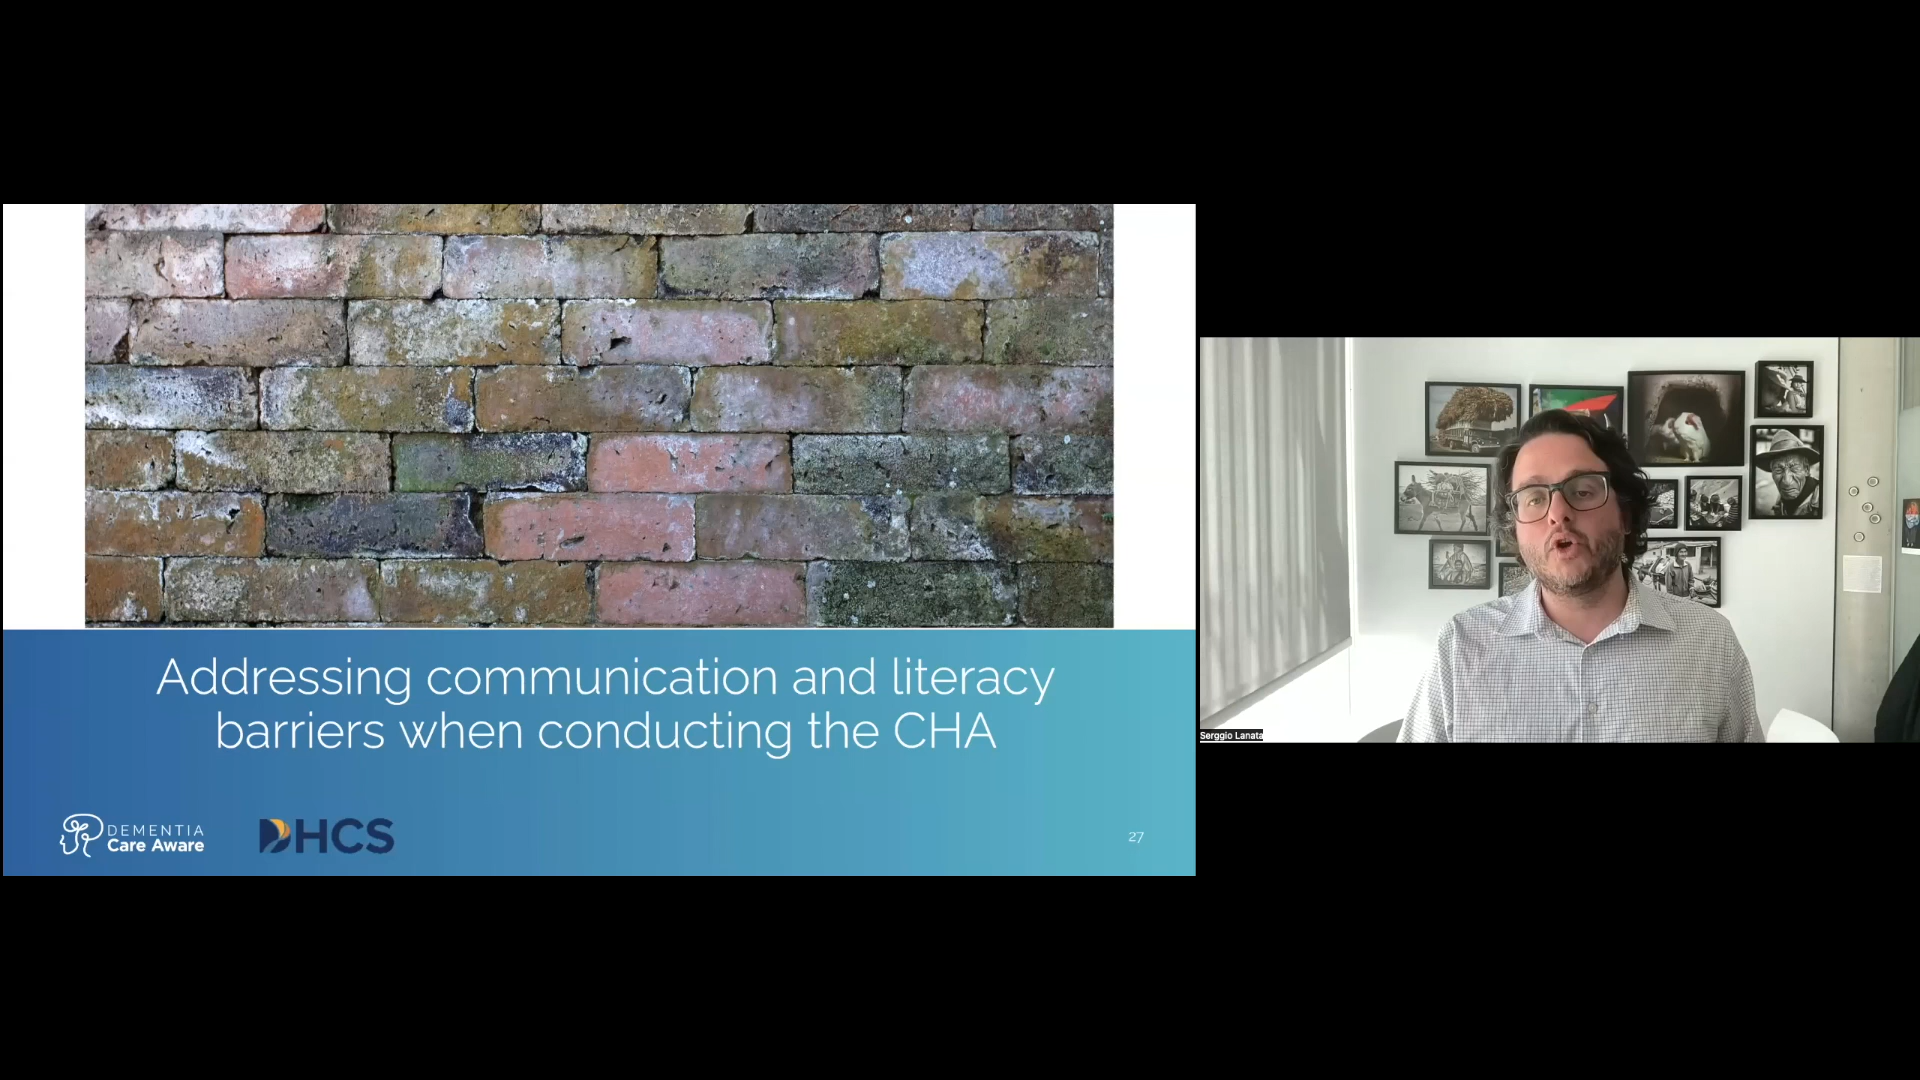 Addressing communication and literacy
barriers when conducting the CHA
DEMENTIA
Care Aware
DHCS
27
Serggio Lanata